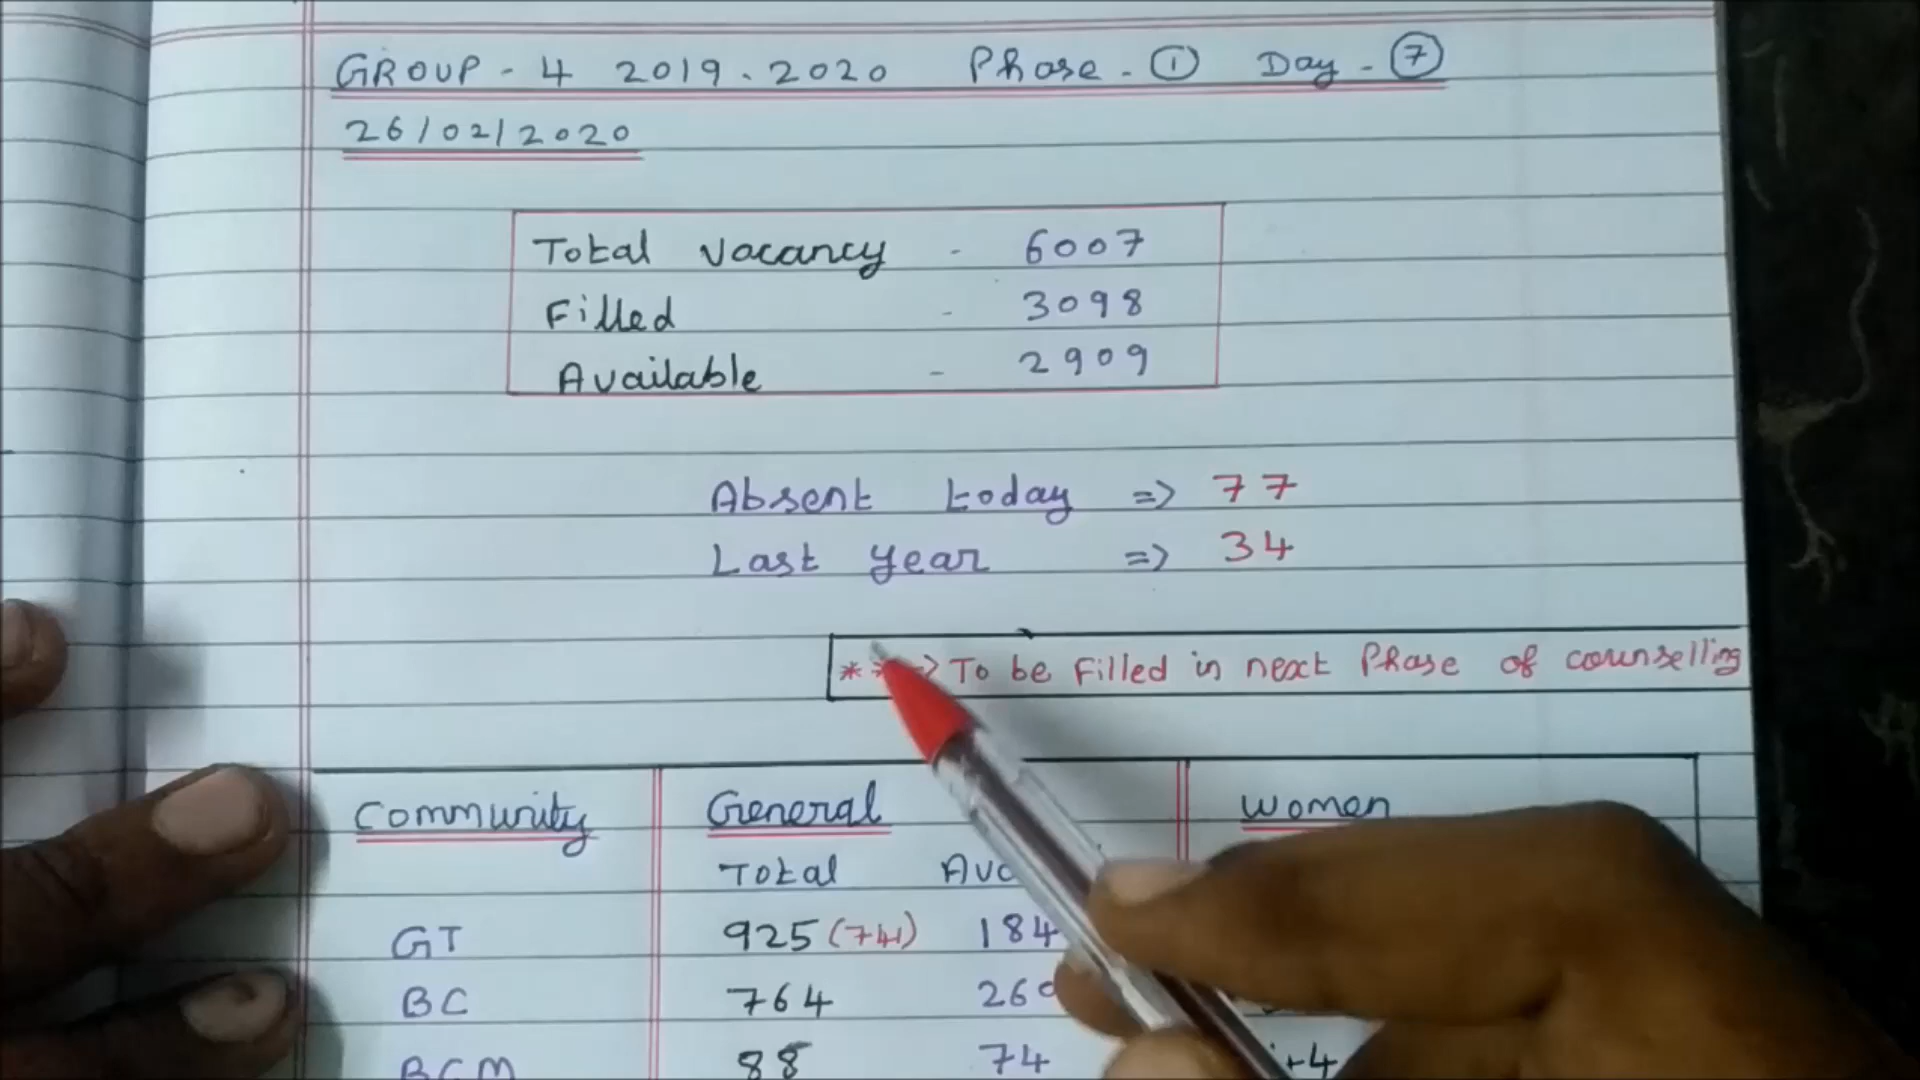 GROUP - 4 2019.2020 Phase - ① Day - ⑦
26/02/2020
Total vacancy - 6007
Filled - 3098
Available - 2909
Absent today => 77
Last year => 34
** => To be Filled in next Phase of counselling
Community General Women
Total
GT 925 (741) 184
BC 764 260
BCM 88 74